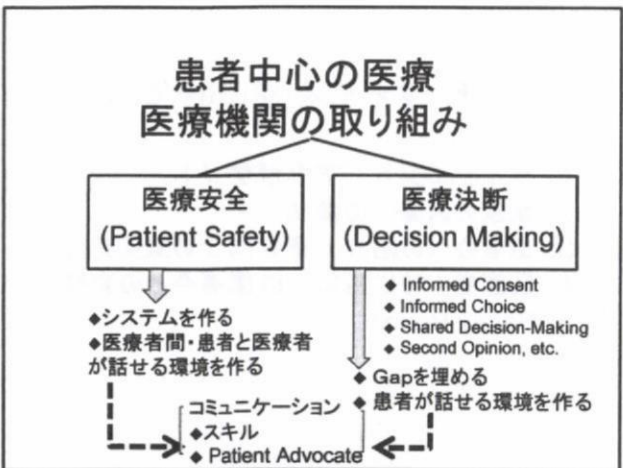 患者中心の医療
医療機関の取り組み
医療安全
(Patient Safety)
医療決断
(Decision Making)
◆システムを作る
◆医療者間・患者と医療者
が話せる環境を作る
◆ Informed Consent
◆ Informed Choice
◆ Shared Decision-Making
◆ Second Opinion, etc.
◆ Gapを埋める
◆ 患者が話せる環境を作る
コミュニケーション
◆スキル
◆ Patient Advocate